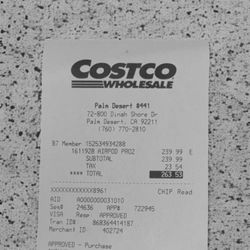 COSTCO
WHOLESALE
Palm Desert #441
72-800 Dinah Shore Dr
Palm Desert, CA 92211
(760) 770-2810
B7 Member 152534934288
1611928 AIRPOD PRO2 239.99 E
SUBTOTAL 239.99
TAX 23.54
**** TOTAL 263.53
XXXXXXXXXXXX8961 CHIP Read
AID A0000000031010
Seq# 24636 APP# 722945
VISA Resp APPROVED
Tran ID# 868364414187
Merchant ID 402724
APPROVED - Purchase